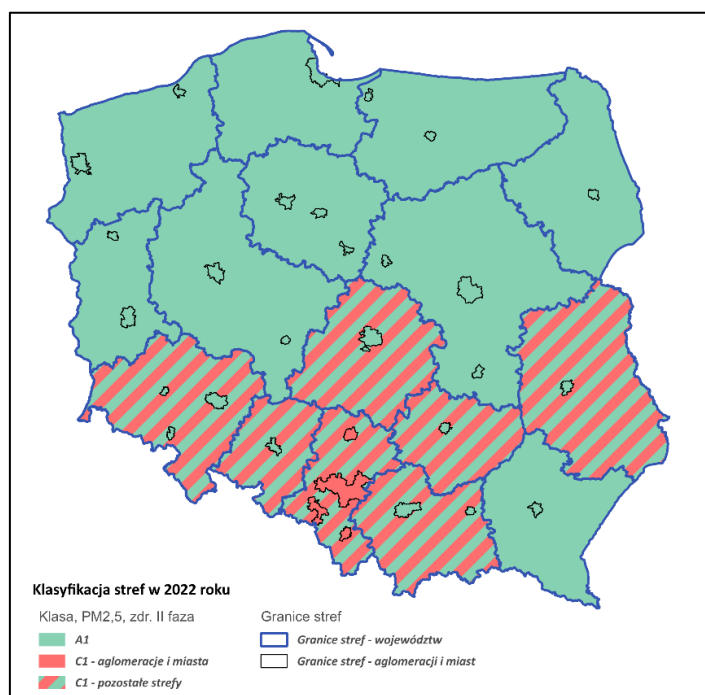 Klasyfikacja stref w 2022 roku
Klasa, PM2,5, zdr. II faza
A1
C1 - aglomeracje i miasta
C1 - pozostałe strefy
Granice stref
Granice stref - województw
Granice stref - aglomeracji i miast